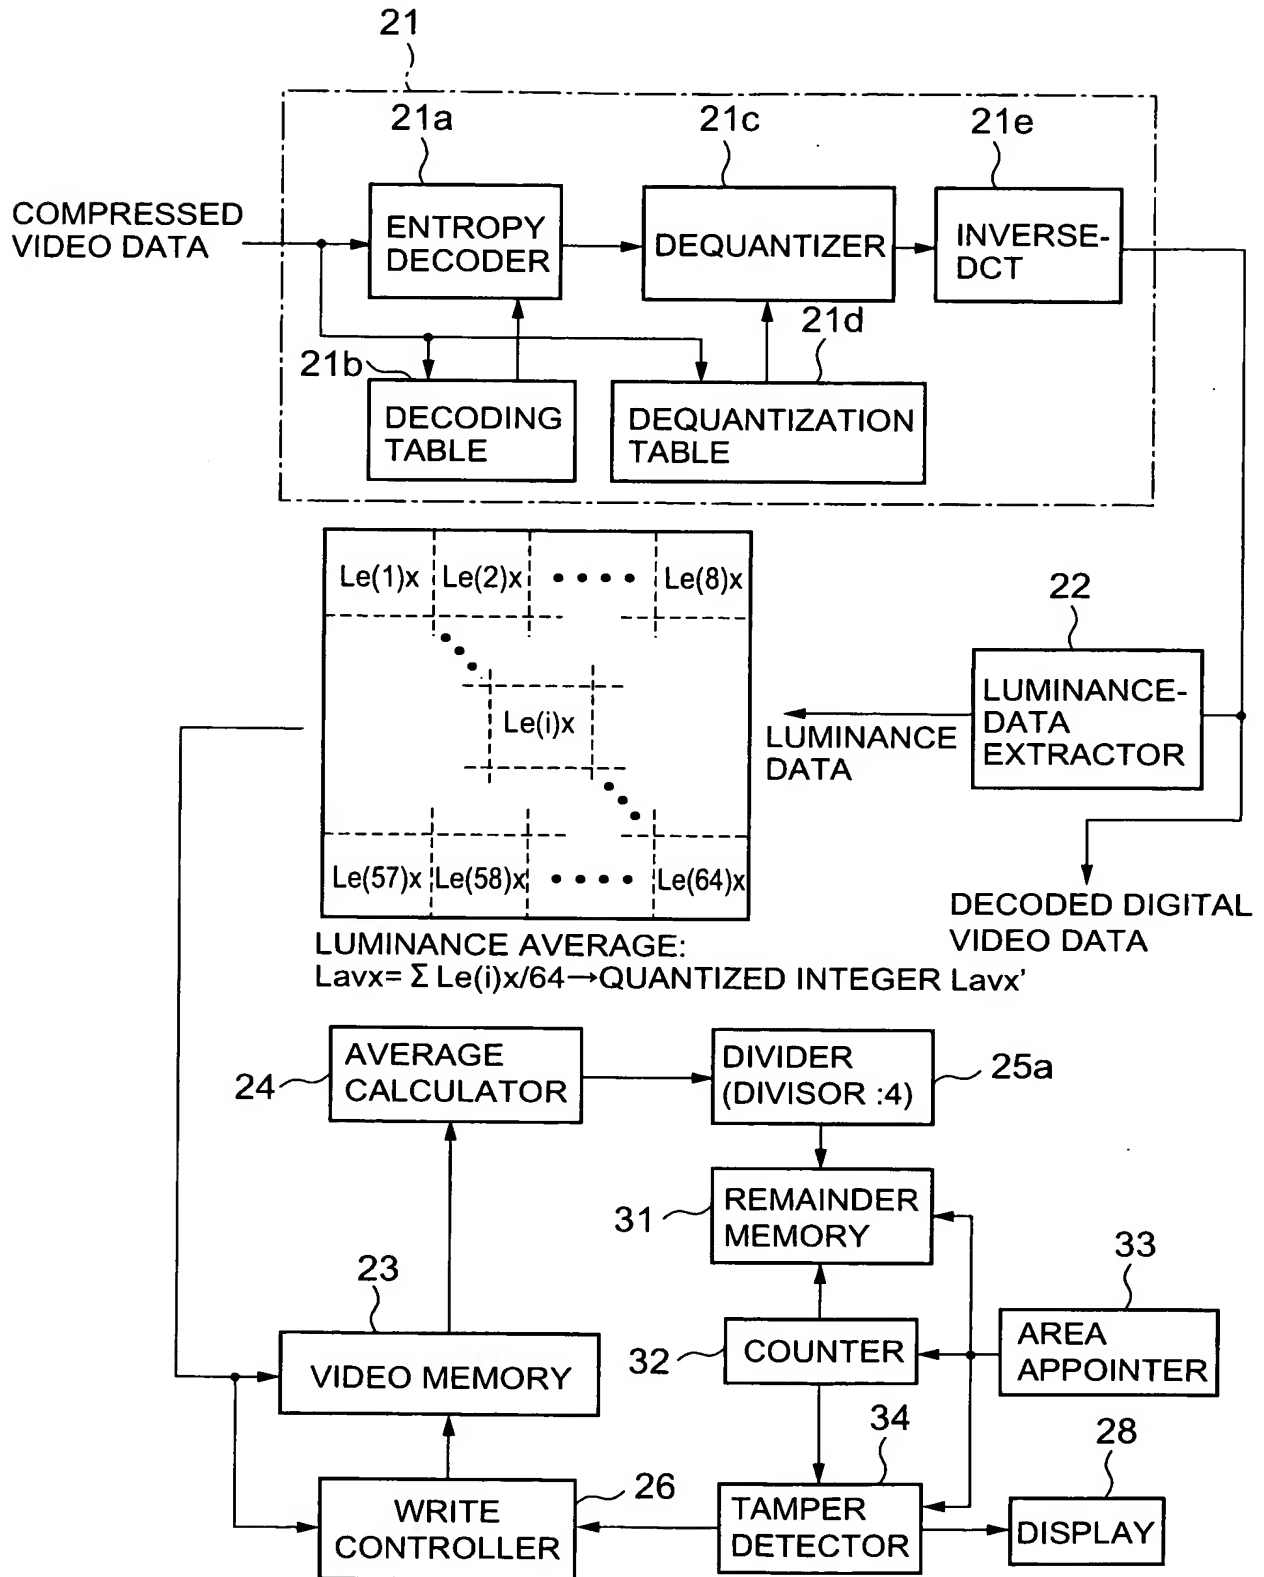 21
21a
21c
21e
COMPRESSED
VIDEO DATA
ENTROPY
DECODER
DEQUANTIZER
INVERSE-
DCT
21b
21d
DECODING
TABLE
DEQUANTIZATION
TABLE
Le(1)x Le(2)x •••• Le(8)x
22
Le(i)x
LUMINANCE
DATA
LUMINANCE-
DATA
EXTRACTOR
Le(57)x Le(58)x •••• Le(64)x
DECODED DIGITAL
VIDEO DATA
LUMINANCE AVERAGE:
Lavx= Σ Le(i)x/64→QUANTIZED INTEGER Lavx'
24
AVERAGE
CALCULATOR
DIVIDER
(DIVISOR :4)
25a
31
REMAINDER
MEMORY
23
33
VIDEO MEMORY
32
COUNTER
AREA
APPOINTER
34
28
26
WRITE
CONTROLLER
TAMPER
DETECTOR
DISPLAY